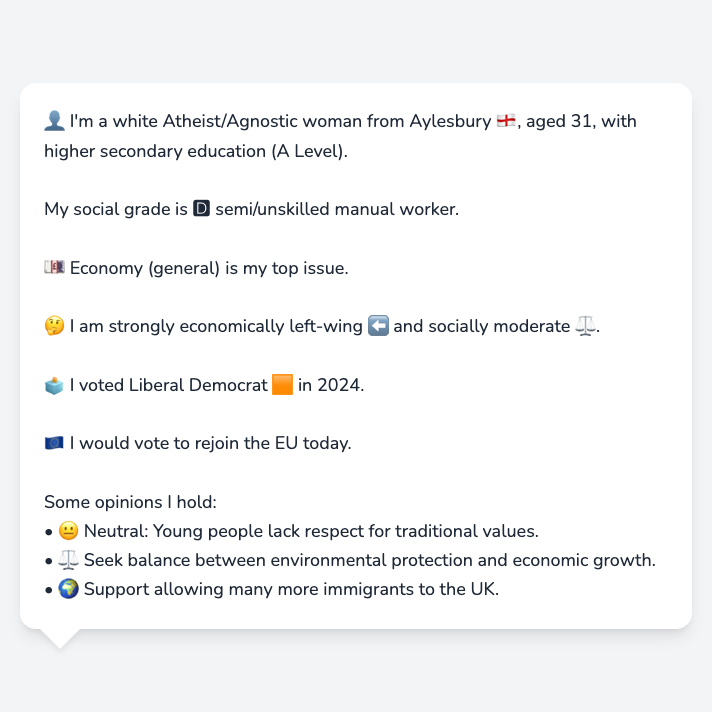 👤 I'm a white Atheist/Agnostic woman from Aylesbury 🏴󠁧󠁢󠁥󠁮󠁧󠁿, aged 31, with
higher secondary education (A Level).
My social grade is 🅳 semi/unskilled manual worker.
💷 Economy (general) is my top issue.
🤔 I am strongly economically left-wing ⬅️ and socially moderate ⚖️.
🗳️ I voted Liberal Democrat 🟧 in 2024.
🇪🇺 I would vote to rejoin the EU today.
Some opinions I hold:
• 😐 Neutral: Young people lack respect for traditional values.
• ⚖️ Seek balance between environmental protection and economic growth.
• 🌍 Support allowing many more immigrants to the UK.